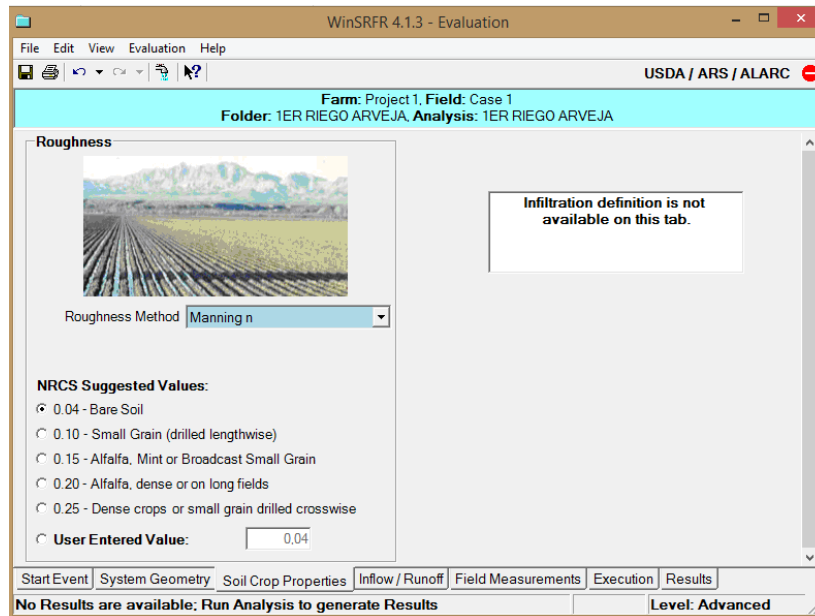 WinSRFR 4.1.3 - Evaluation
File Edit View Evaluation Help
USDA / ARS / ALARC
Farm: Project 1, Field: Case 1
Folder: 1ER RIEGO ARVEJA, Analysis: 1ER RIEGO ARVEJA
Roughness
Infiltration definition is not
available on this tab.
Roughness Method Manning n
NRCS Suggested Values:
0.04 - Bare Soil
0.10 - Small Grain (drilled lengthwise)
0.15 - Alfalfa, Mint or Broadcast Small Grain
0.20 - Alfalfa, dense or on long fields
0.25 - Dense crops or small grain drilled crosswise
User Entered Value: 0,04
Start Event System Geometry Soil Crop Properties Inflow / Runoff Field Measurements Execution Results
No Results are available; Run Analysis to generate Results Level: Advanced